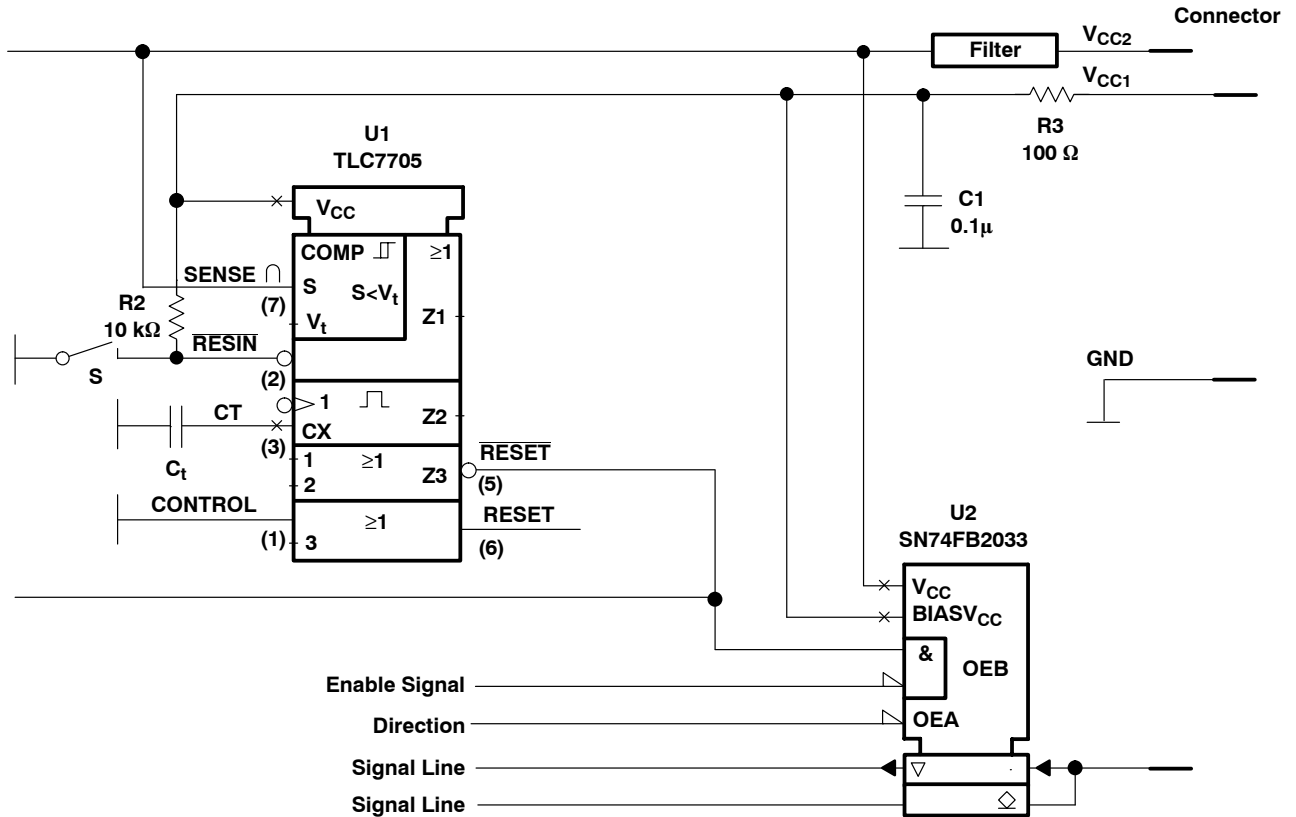 Connector
Filter
VCC2
VCC1
R3
100 Ω
U1
TLC7705
C1
0.1μ
VCC
COMP
≥1
SENSE
S
S<Vt
(7)
R2
10 kΩ
Vt
Z1
RESIN
S
(2)
GND
1
CT
Z2
CX
(3)
Ct
1
≥1
RESET
Z3
2
(5)
CONTROL
≥1
RESET
(1)
3
(6)
U2
SN74FB2033
VCC
BIASVCC
&
OEB
Enable Signal
Direction
OEA
Signal Line
Signal Line